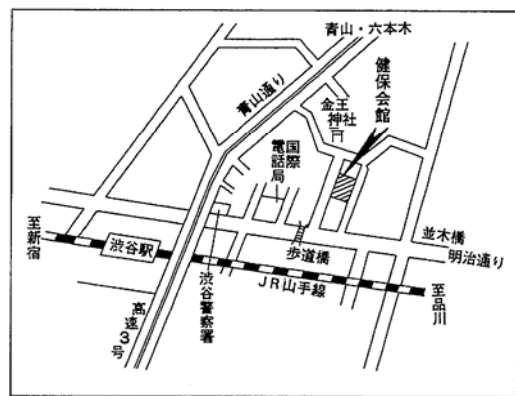 青山・六本木
青山通り
健保会館
金王
神社
国際
電話局
至新宿
渋谷駅
渋谷警察署
歩道橋
並木橋
明治通り
JR山手線
至品川
高速3号